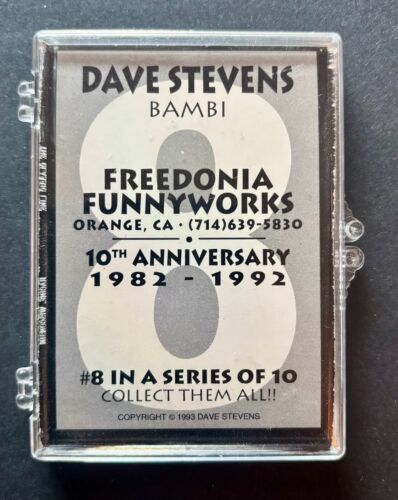 DAVE STEVENS
BAMBI
FREEDONIA
FUNNYWORKS
ORANGE, CA · (714)639-5830
10TH ANNIVERSARY
1982 - 1992
#8 IN A SERIES OF 10
COLLECT THEM ALL!!
COPYRIGHT © 1993 DAVE STEVENS
8